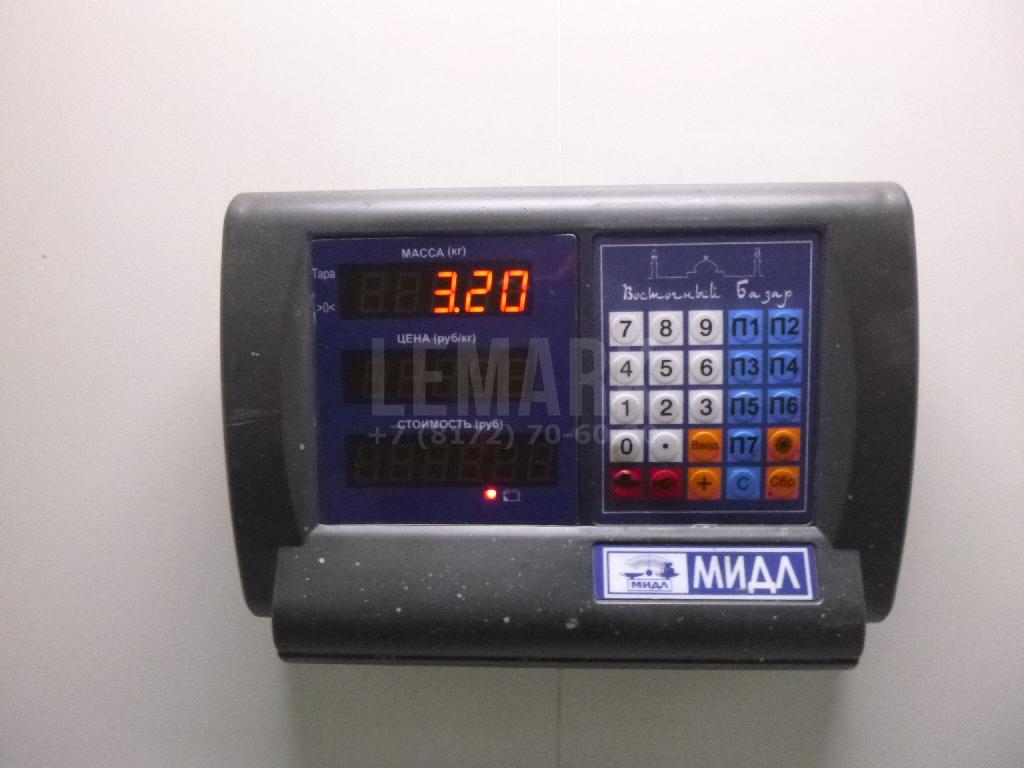 МАССА (кг)
Тара
3.20
>0<
ЦЕНА (руб/кг)
LEMAR
СТОИМОСТЬ (руб)
+7 (8172) 70-60
Восточный Базар
7 8 9 П1 П2
4 5 6 П3 П4
1 2 3 П5 П6
0 . Ввод П7
+ С Сбр
МИДЛ
МИДЛ